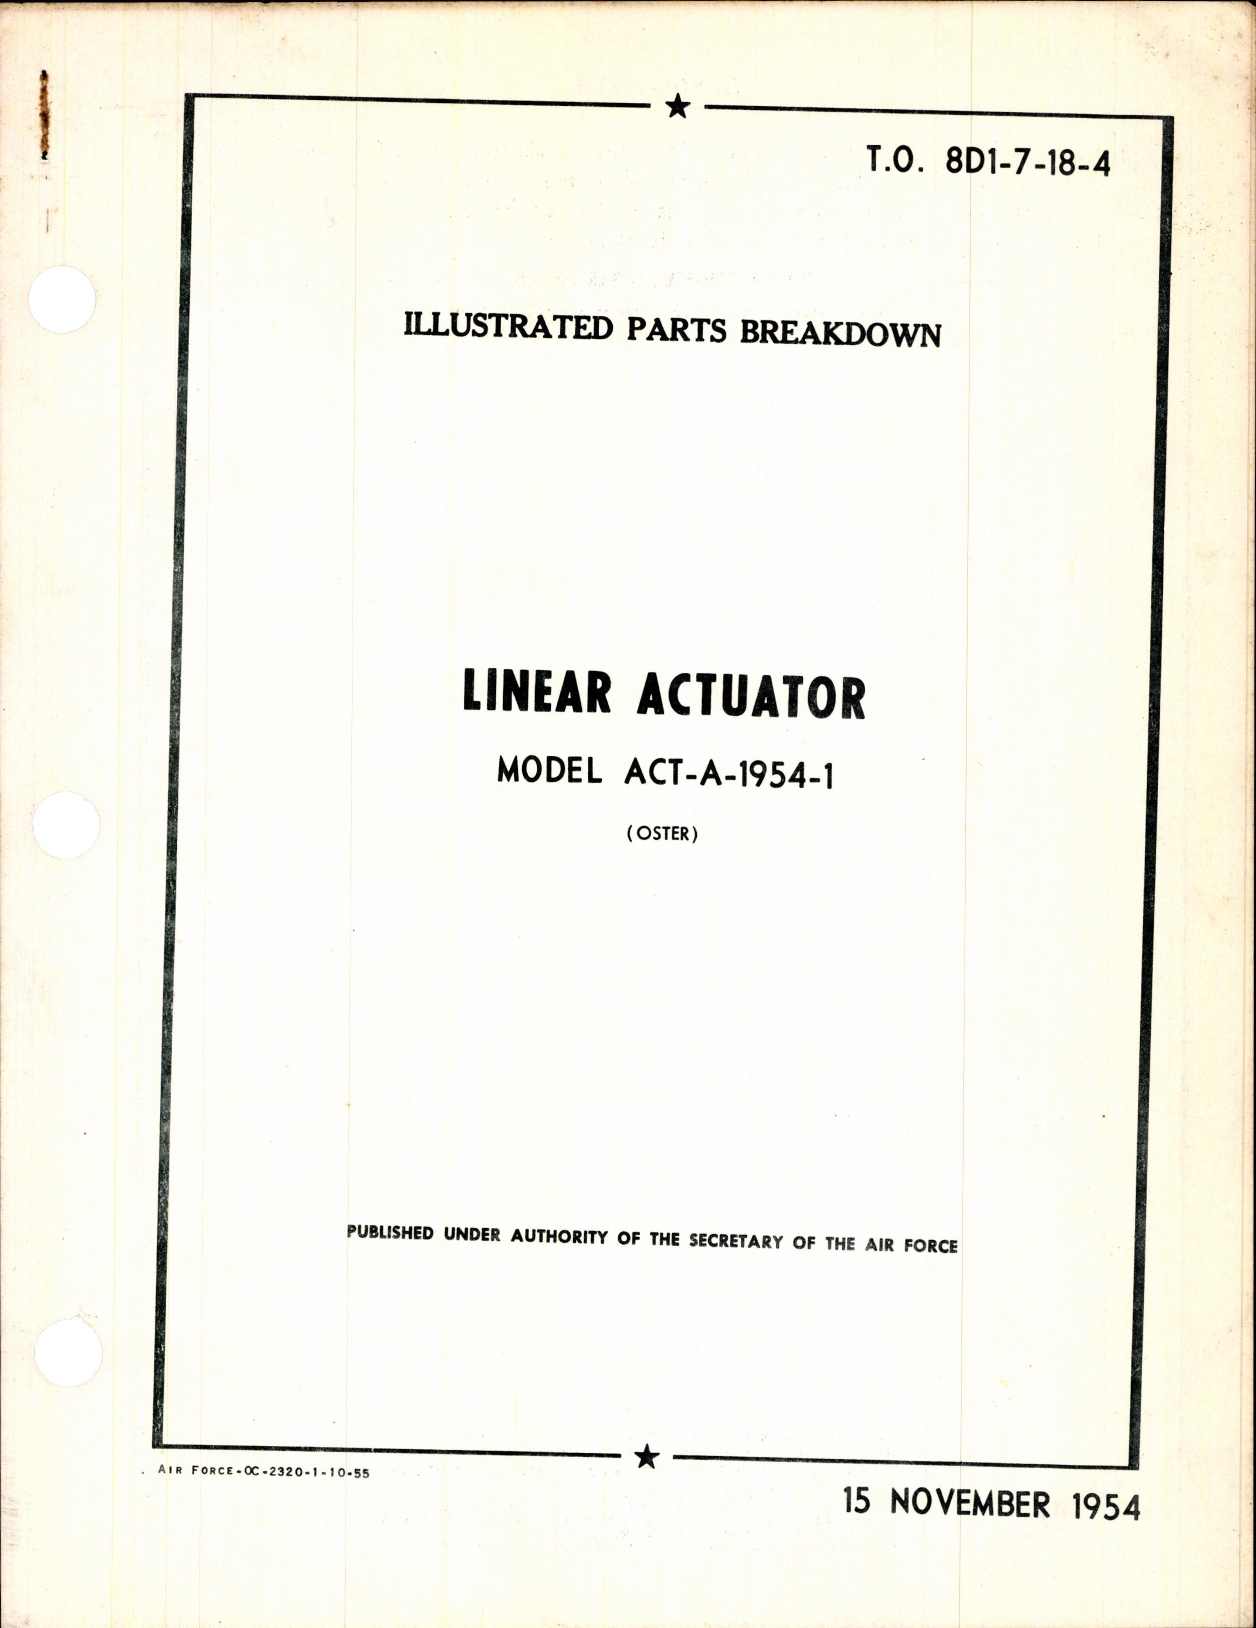 T.O. 8D1-7-18-4
ILLUSTRATED PARTS BREAKDOWN
LINEAR ACTUATOR
MODEL ACT-A-1954-1
(OSTER)
PUBLISHED UNDER AUTHORITY OF THE SECRETARY OF THE AIR FORCE
AIR FORCE-OC-2320-1-10-55
15 NOVEMBER 1954